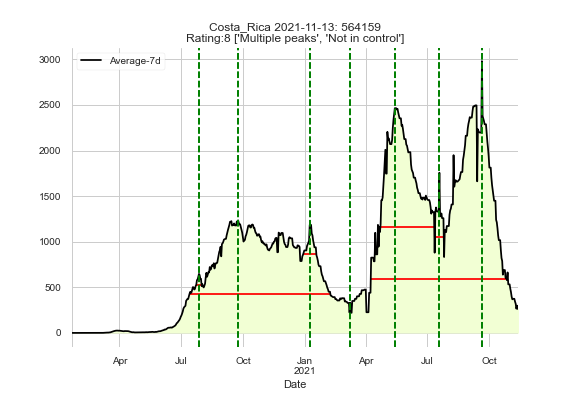 Costa_Rica 2021-11-13: 564159
Rating:8 ['Multiple peaks', 'Not in control']
Average-7d
3000
2500
2000
1500
1000
500
0
Apr
Jul
Oct
Jan
2021
Apr
Jul
Oct
Date